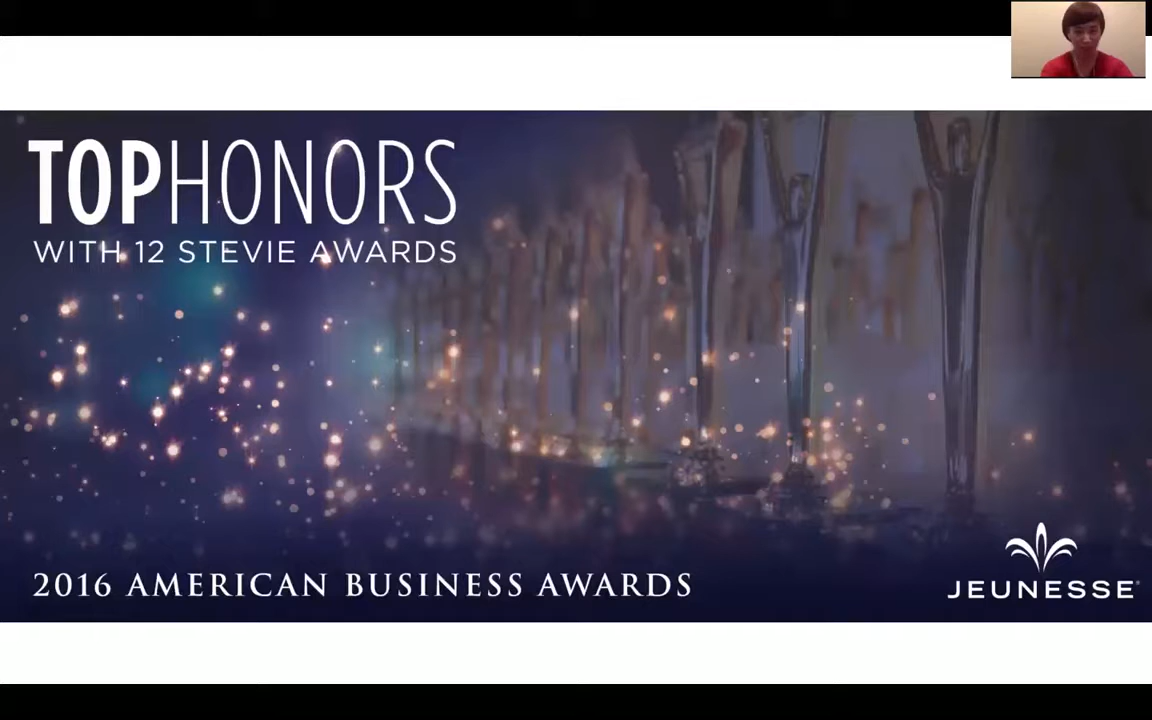 TOPHONORS
WITH 12 STEVIE AWARDS
2016 AMERICAN BUSINESS AWARDS
JEUNESSE®